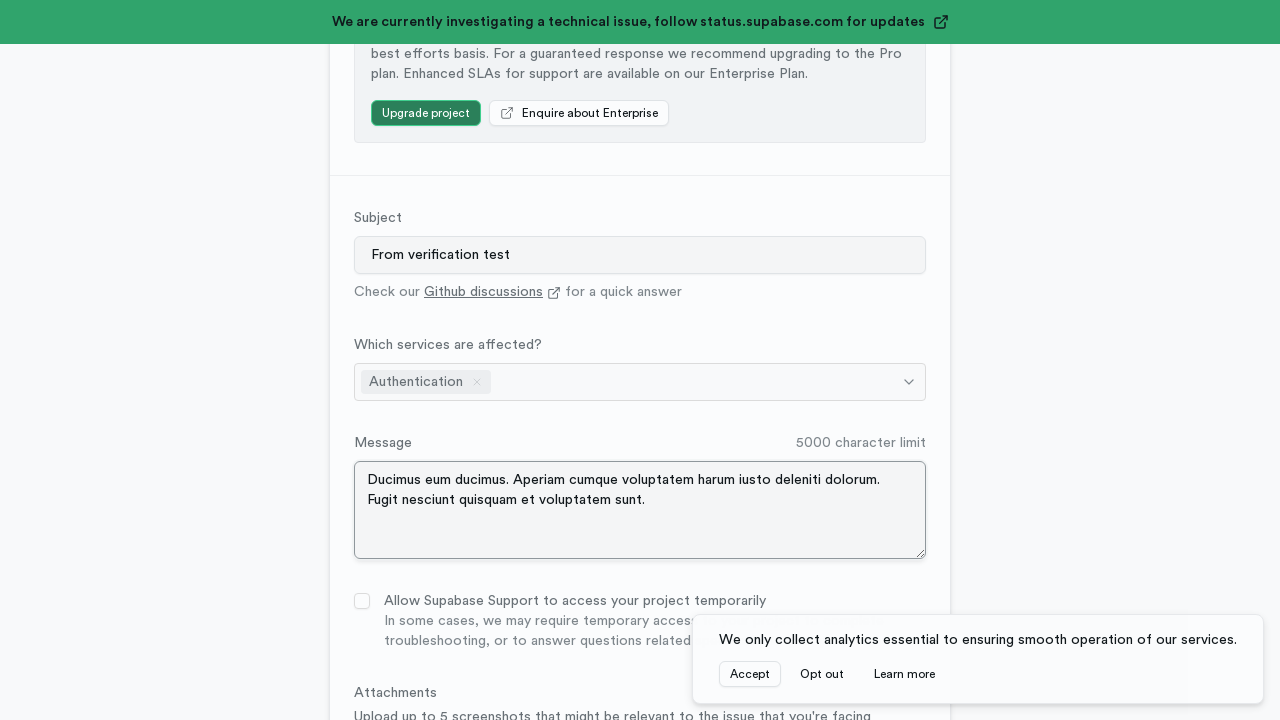 We are currently investigating a technical issue, follow status.supabase.com for updates
best efforts basis. For a guaranteed response we recommend upgrading to the Pro
plan. Enhanced SLAs for support are available on our Enterprise Plan.
Upgrade project
Enquire about Enterprise
Subject
From verification test
Check our Github discussions for a quick answer
Which services are affected?
Authentication
Message
5000 character limit
Ducimus eum ducimus. Aperiam cumque voluptatem harum iusto deleniti dolorum.
Fugit nesciunt quisquam et voluptatem sunt.
Allow Supabase Support to access your project temporarily
In some cases, we may require temporary access
troubleshooting, or to answer questions related
We only collect analytics essential to ensuring smooth operation of our services.
Accept
Opt out
Learn more
Attachments
Upload up to 5 screenshots that might be relevant to the issue that you're facing